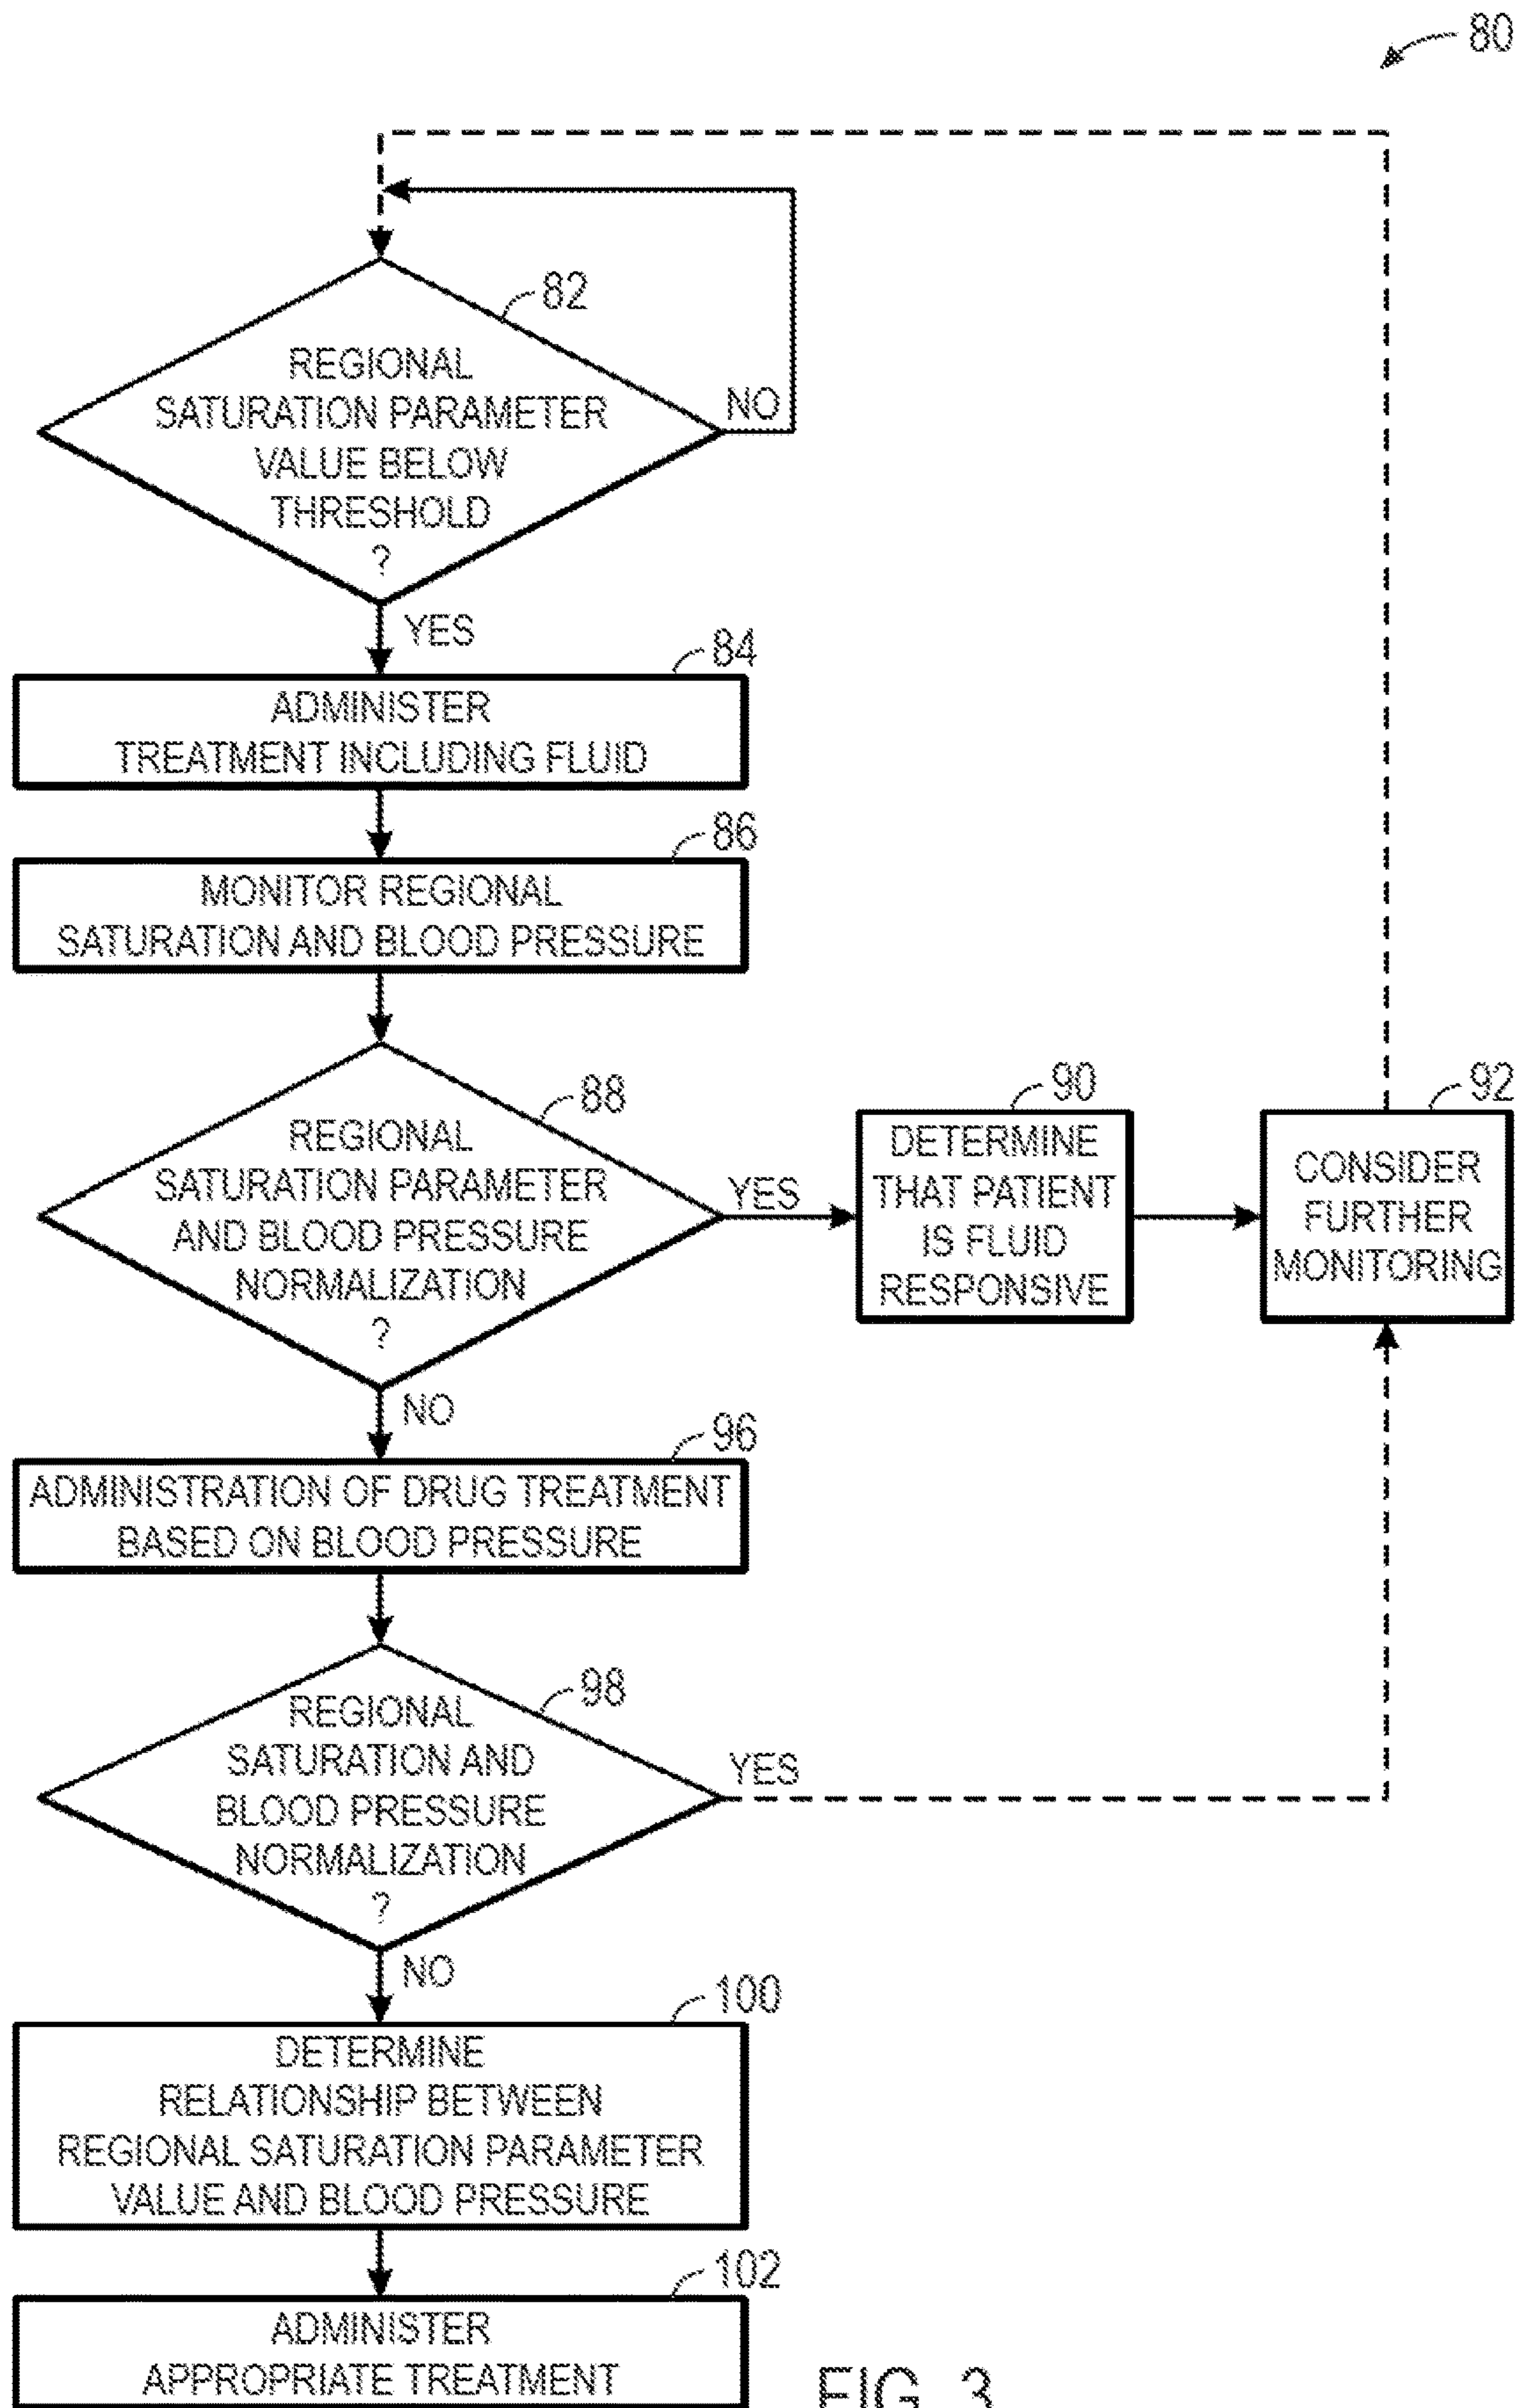 80
82
REGIONAL
SATURATION PARAMETER
VALUE BELOW
THRESHOLD
?
NO
YES
84
ADMINISTER
TREATMENT INCLUDING FLUID
86
MONITOR REGIONAL
SATURATION AND BLOOD PRESSURE
88
REGIONAL
SATURATION PARAMETER
AND BLOOD PRESSURE
NORMALIZATION
?
YES
90
DETERMINE
THAT PATIENT
IS FLUID
RESPONSIVE
92
CONSIDER
FURTHER
MONITORING
NO
96
ADMINISTRATION OF DRUG TREATMENT
BASED ON BLOOD PRESSURE
98
REGIONAL
SATURATION AND
BLOOD PRESSURE
NORMALIZATION
?
YES
NO
100
DETERMINE
RELATIONSHIP BETWEEN
REGIONAL SATURATION PARAMETER
VALUE AND BLOOD PRESSURE
102
ADMINISTER
APPROPRIATE TREATMENT
FIG. 3